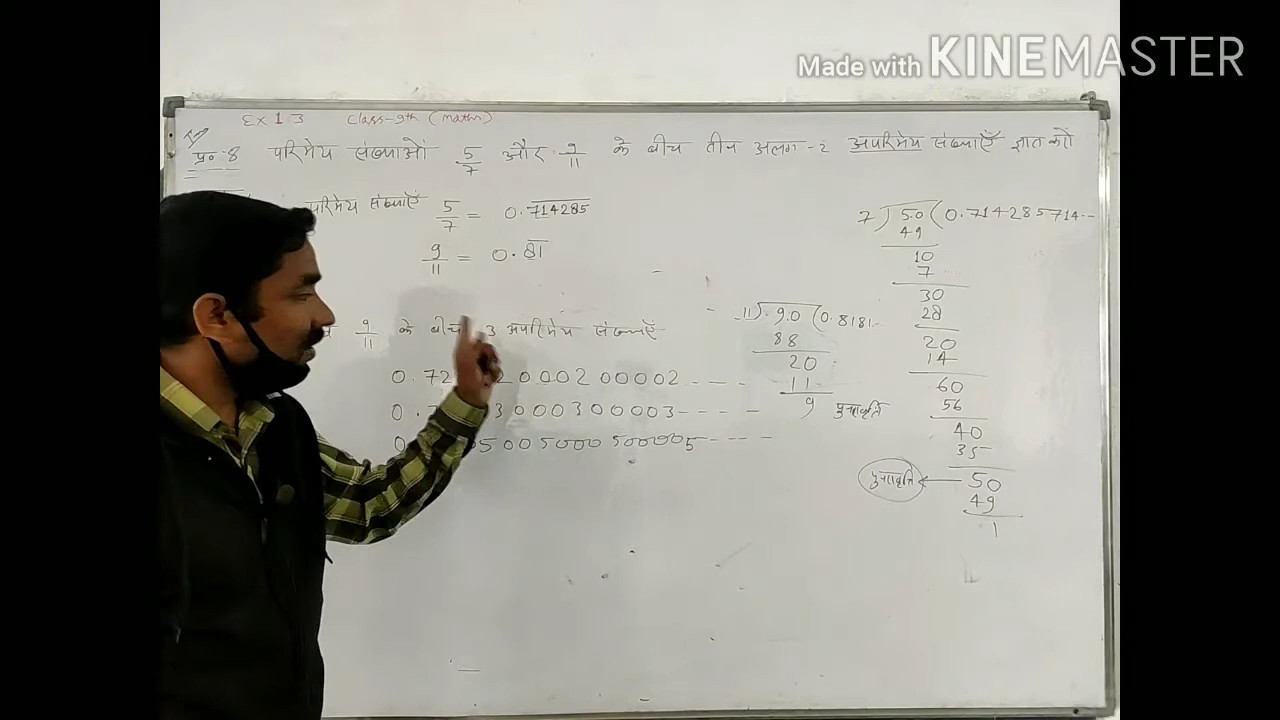 Made with KINEMASTER
Ex 1.3 Class-9th (Maths)
प्र०.8 परिमेय संख्याओं 5/7 और 9/11 के बीच तीन अलग-2 अपरिमेय संख्याएँ ज्ञात करो
परिमेय संख्याएँ 5/7 = 0.714285
9/11 = 0.81
9/11 के बीच 3 अपरिमेय संख्याएँ
0.72 2000200002 ----
0. 3000300003 ----
0 5005000500005 ----
11)9.0(0.8181..
88
20
11
9 पुनरावृत्ति
7)50(0.714285714--
49
10
7
30
28
20
14
60
56
40
35
पुनरावृत्ति ← 50
49
1